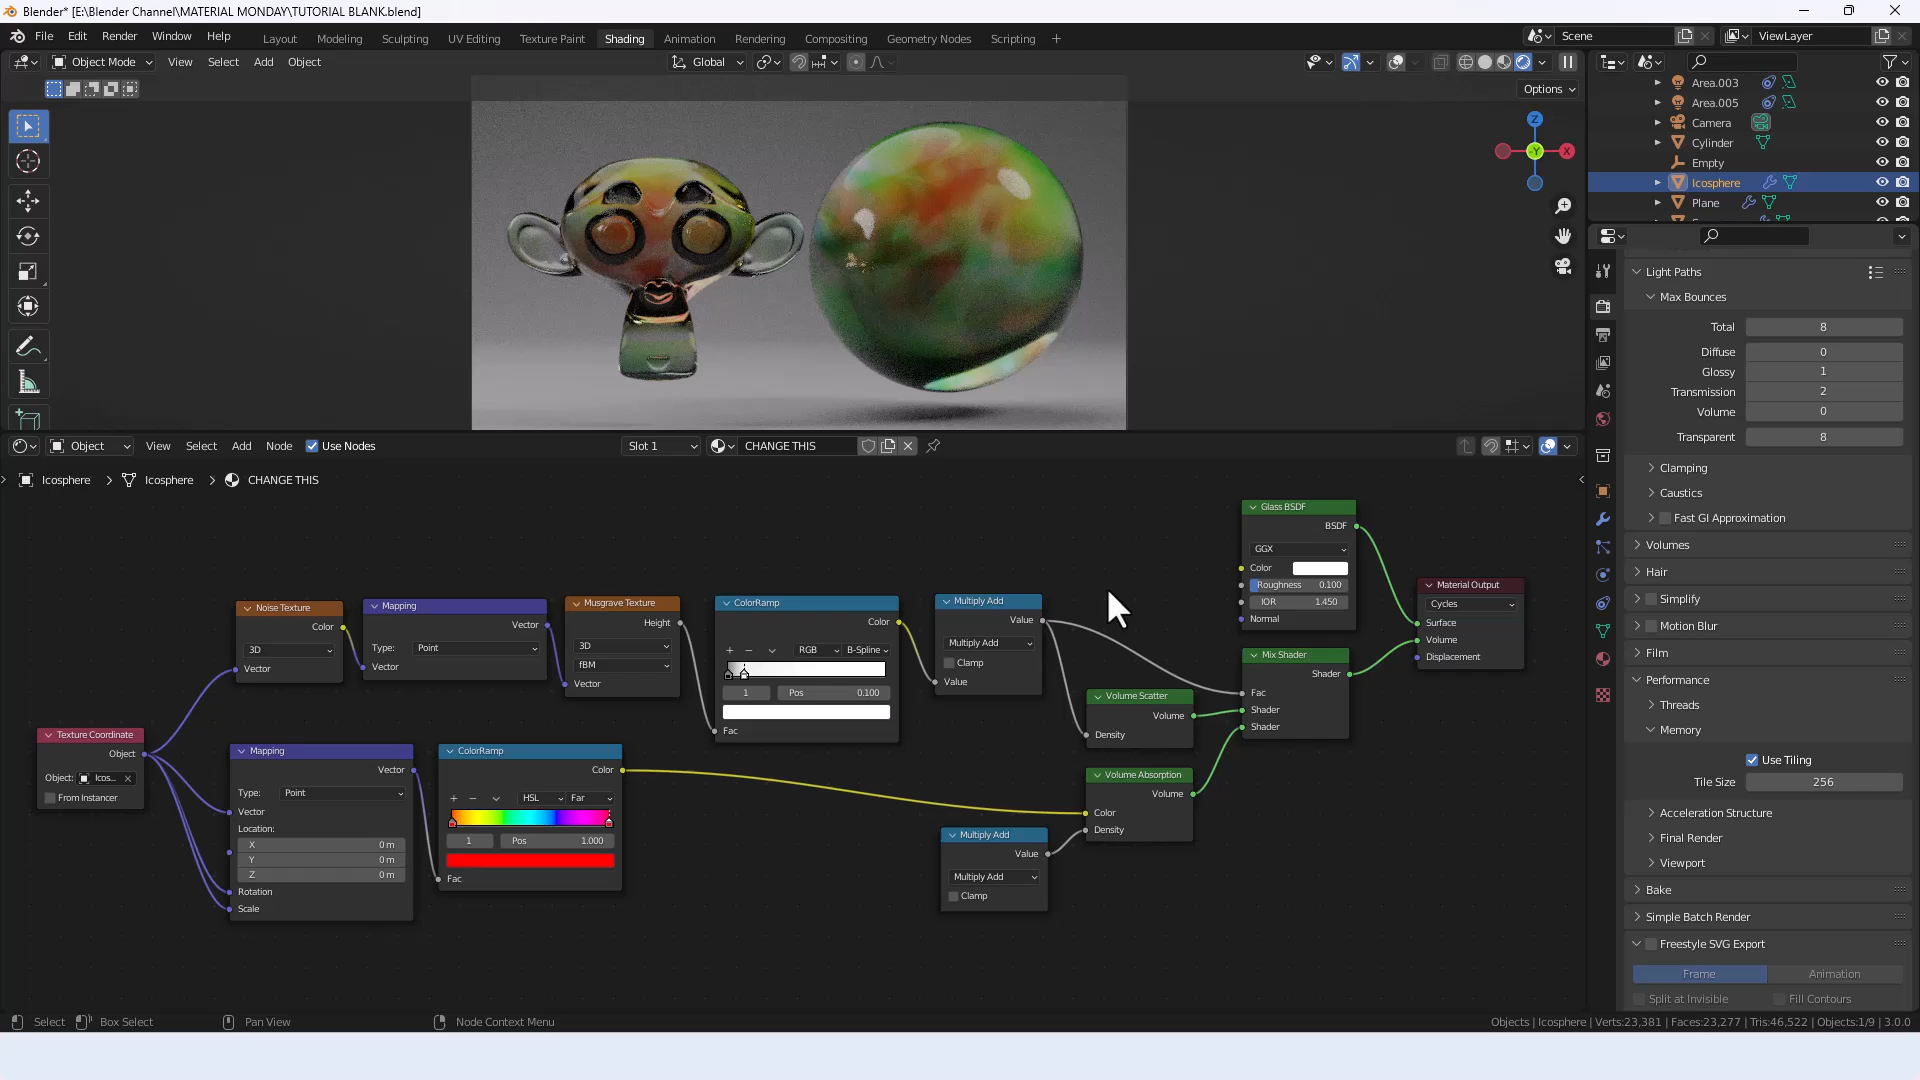 Blender* [E:\Blender Channel\MATERIAL MONDAY\TUTORIAL BLANK.blend]
File Edit Render Window Help
Layout Modeling Sculpting UV Editing Texture Paint Shading Animation Rendering Compositing Geometry Nodes Scripting
Scene
ViewLayer
Object Mode
View Select Add Object
Global
Options
Z
-Y
X
Area.003
Area.005
Camera
Cylinder
Empty
Icosphere
Plane
Light Paths
Max Bounces
Total 8
Diffuse 0
Glossy 1
Transmission 2
Volume 0
Transparent 8
Clamping
Caustics
Fast GI Approximation
Volumes
Hair
Simplify
Motion Blur
Film
Performance
Threads
Memory
Use Tiling
Tile Size 256
Acceleration Structure
Final Render
Viewport
Bake
Simple Batch Render
Freestyle SVG Export
Frame Animation
Split at Invisible Fill Contours
Object View Select Add Node Use Nodes
Slot 1
CHANGE THIS
Icosphere Icosphere CHANGE THIS
Texture Coordinate
Object
Object: Icos...
From Instancer
Noise Texture
Color
3D
Vector
Mapping
Vector
Type: Point
Vector
Musgrave Texture
Height
3D
fBM
Vector
ColorRamp
Color
RGB B-Spline
1 Pos 0.100
Fac
Multiply Add
Value
Multiply Add
Clamp
Value
Mapping
Vector
Type: Point
Vector
Location:
X 0 m
Y 0 m
Z 0 m
Rotation
Scale
ColorRamp
Color
HSL Far
1 Pos 1.000
Fac
Multiply Add
Value
Multiply Add
Clamp
Volume Scatter
Volume
Density
Volume Absorption
Volume
Color
Density
Glass BSDF
BSDF
GGX
Color
Roughness 0.100
IOR 1.450
Normal
Mix Shader
Shader
Fac
Shader
Shader
Material Output
Cycles
Surface
Volume
Displacement
Select Box Select Pan View Node Context Menu
Objects | Icosphere | Verts:23,381 | Faces:23,277 | Tris:46,522 | Objects:1/9 | 3.0.0